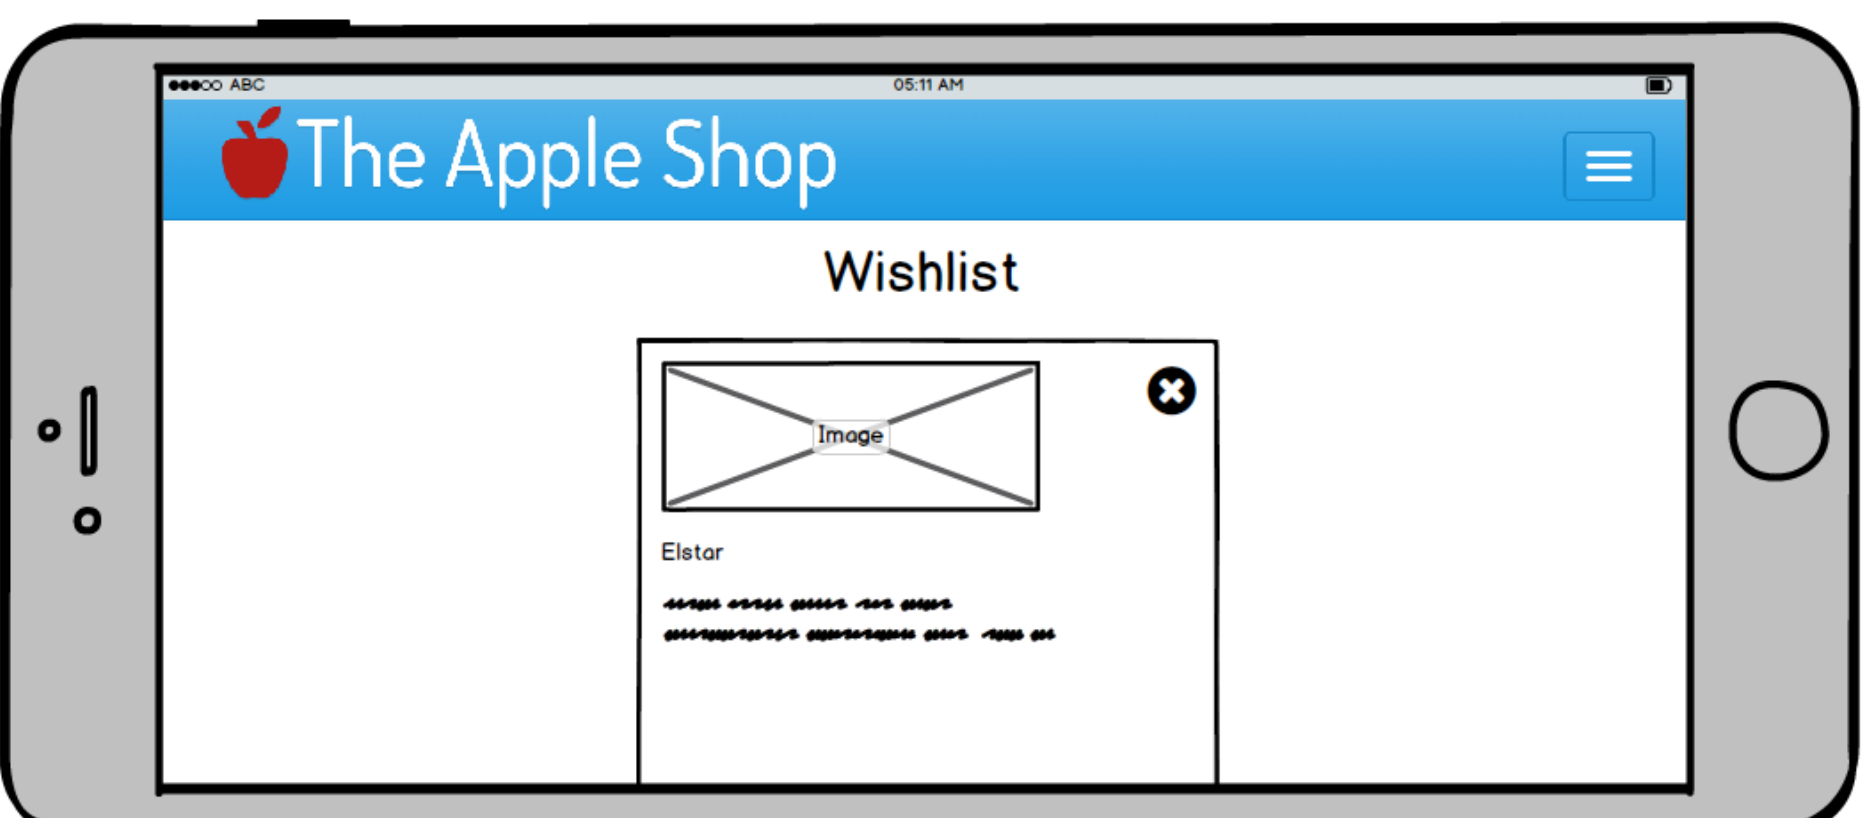 ABC
05:11 AM
The Apple Shop
Wishlist
Image
Elstar